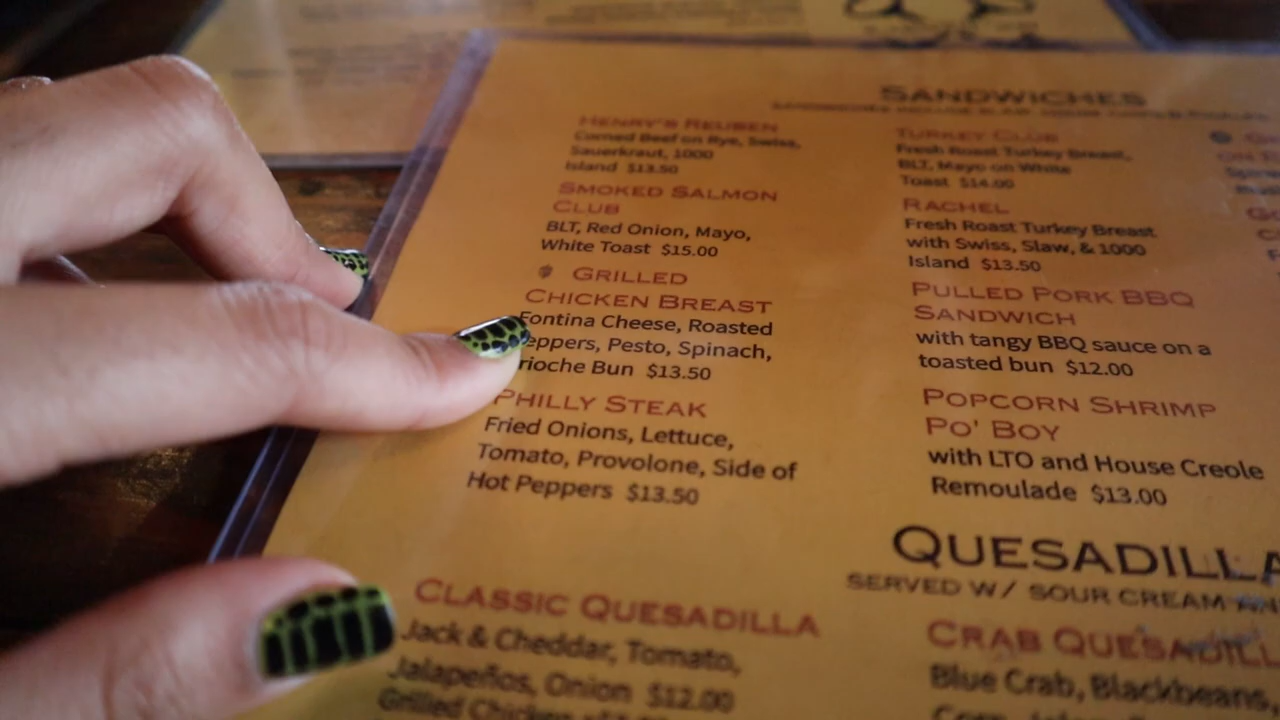 SANDWICHES
HENRY'S REUBEN
Corned Beef on Rye, Swiss,
Sauerkraut, 1000
Island $13.50
SMOKED SALMON
CLUB
BLT, Red Onion, Mayo,
White Toast $15.00
GRILLED
CHICKEN BREAST
Fontina Cheese, Roasted
eppers, Pesto, Spinach,
rioche Bun $13.50
PHILLY STEAK
Fried Onions, Lettuce,
Tomato, Provolone, Side of
Hot Peppers $13.50
TURKEY CLUB
Fresh Roast Turkey Breast,
BLT, Mayo on White
Toast $14.00
RACHEL
Fresh Roast Turkey Breast
with Swiss, Slaw, & 1000
Island $13.50
PULLED PORK BBQ
SANDWICH
with tangy BBQ sauce on a
toasted bun $12.00
POPCORN SHRIMP
PO' BOY
with LTO and House Creole
Remoulade $13.00
QUESADILLA
SERVED W/ SOUR CREAM AN
CLASSIC QUESADILLA
Jack & Cheddar, Tomato,
Jalapeños, Onion $12.00
Grilled Chicken
CRAB QUESADILL
Blue Crab, Blackbeans,